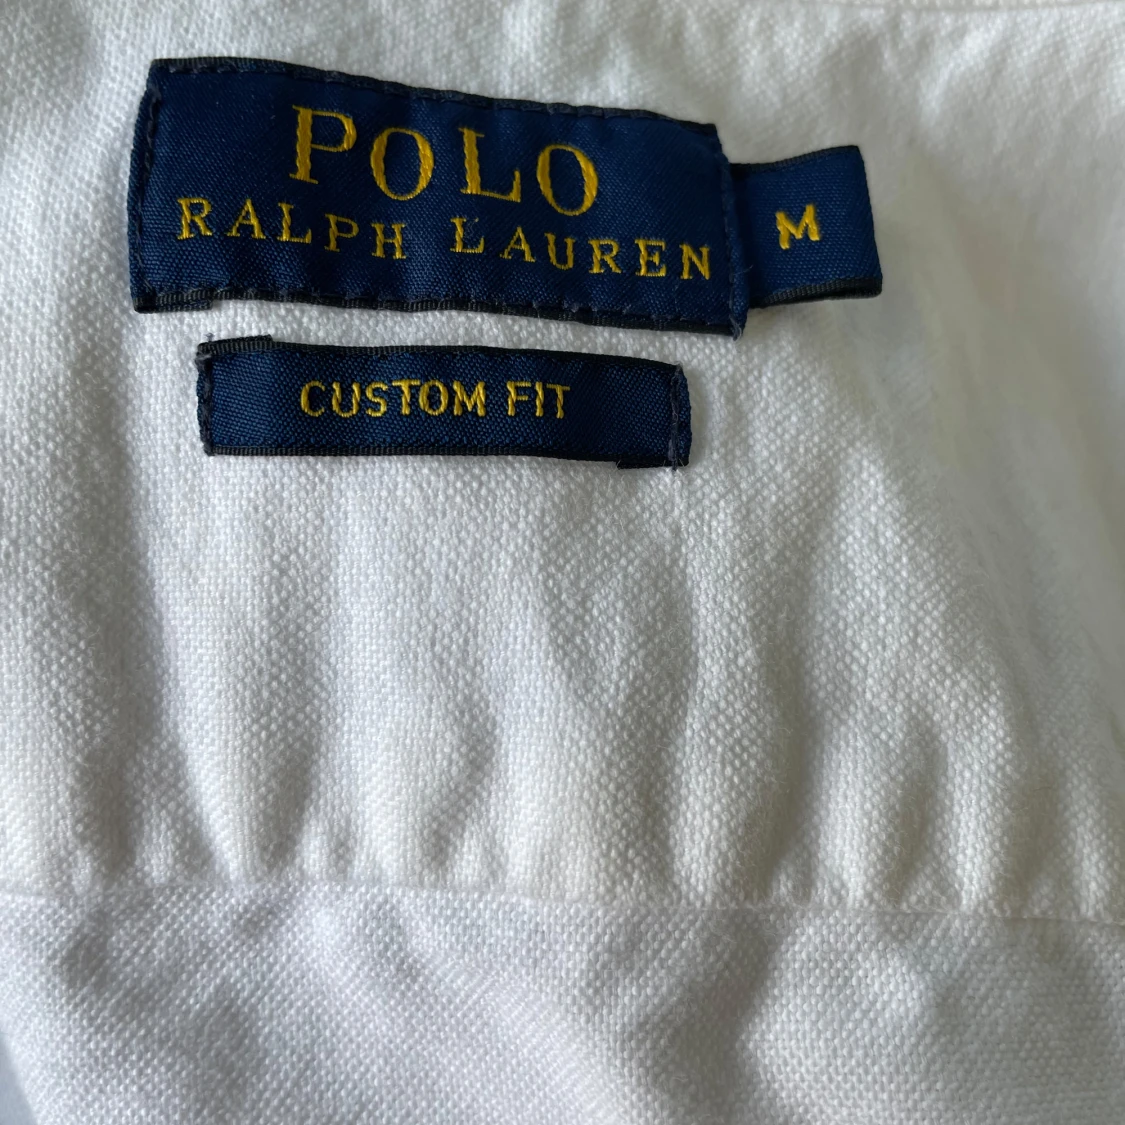 POLO
RALPH LAUREN
M
CUSTOM FIT